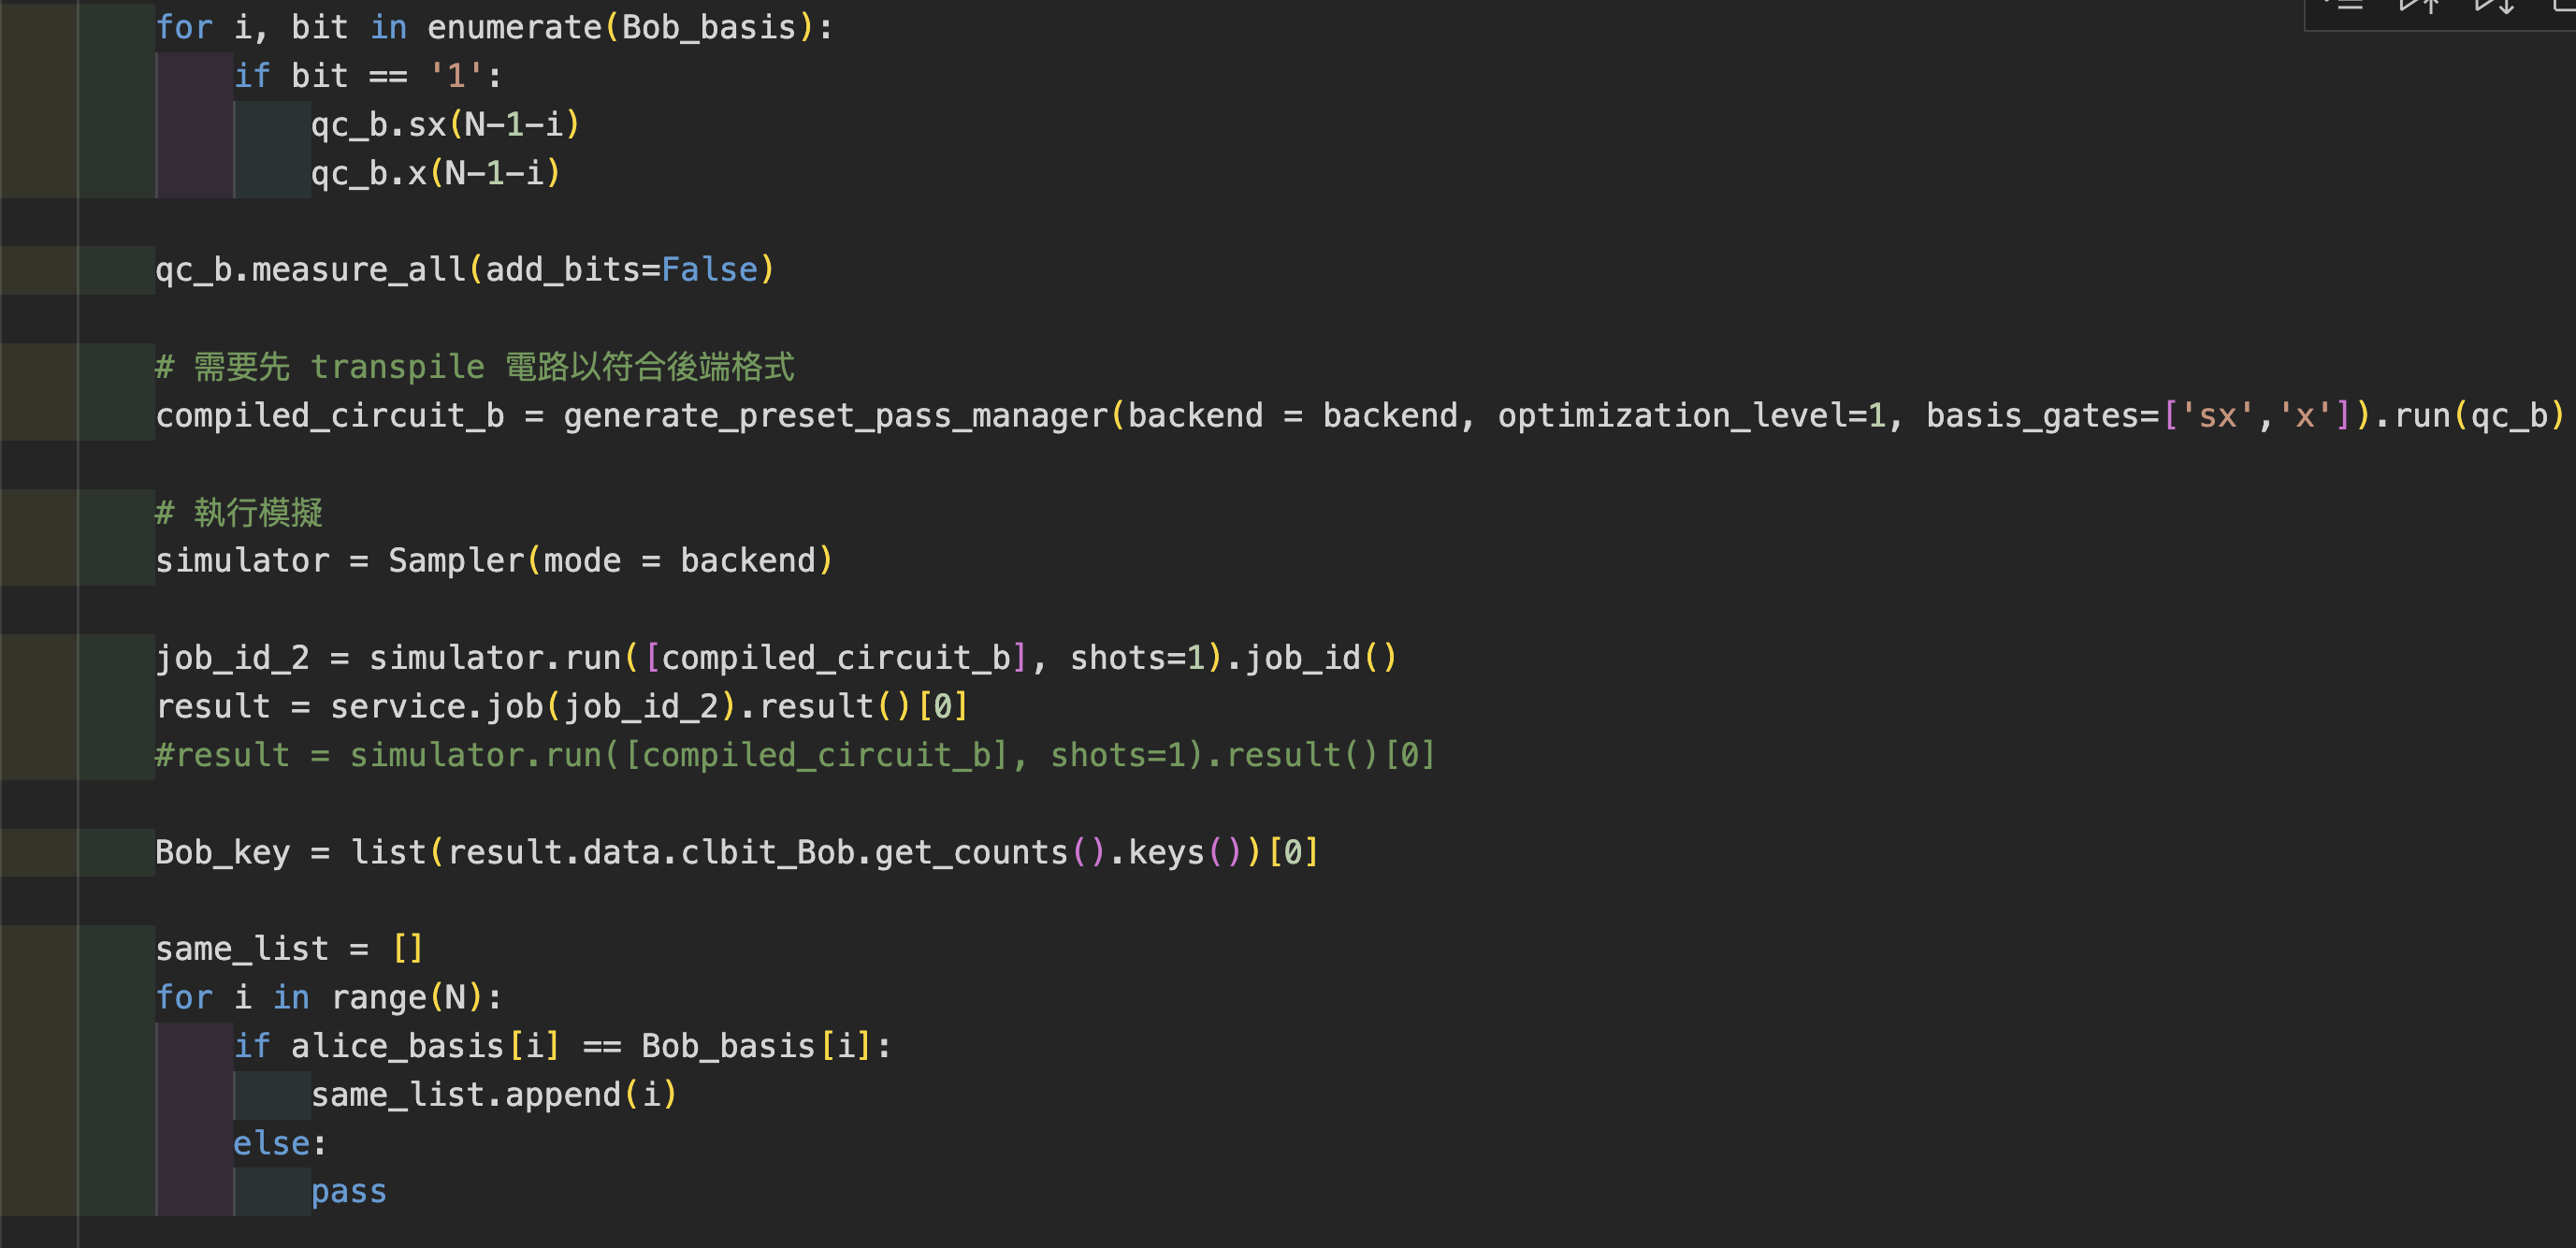 for i, bit in enumerate(Bob_basis):
if bit == '1':
qc_b.sx(N-1-i)
qc_b.x(N-1-i)
qc_b.measure_all(add_bits=False)
# 需要先 transpile 電路以符合後端格式
compiled_circuit_b = generate_preset_pass_manager(backend = backend, optimization_level=1, basis_gates=['sx','x']).run(qc_b)
# 執行模擬
simulator = Sampler(mode = backend)
job_id_2 = simulator.run([compiled_circuit_b], shots=1).job_id()
result = service.job(job_id_2).result()[0]
#result = simulator.run([compiled_circuit_b], shots=1).result()[0]
Bob_key = list(result.data.clbit_Bob.get_counts().keys())[0]
same_list = []
for i in range(N):
if alice_basis[i] == Bob_basis[i]:
same_list.append(i)
else:
pass